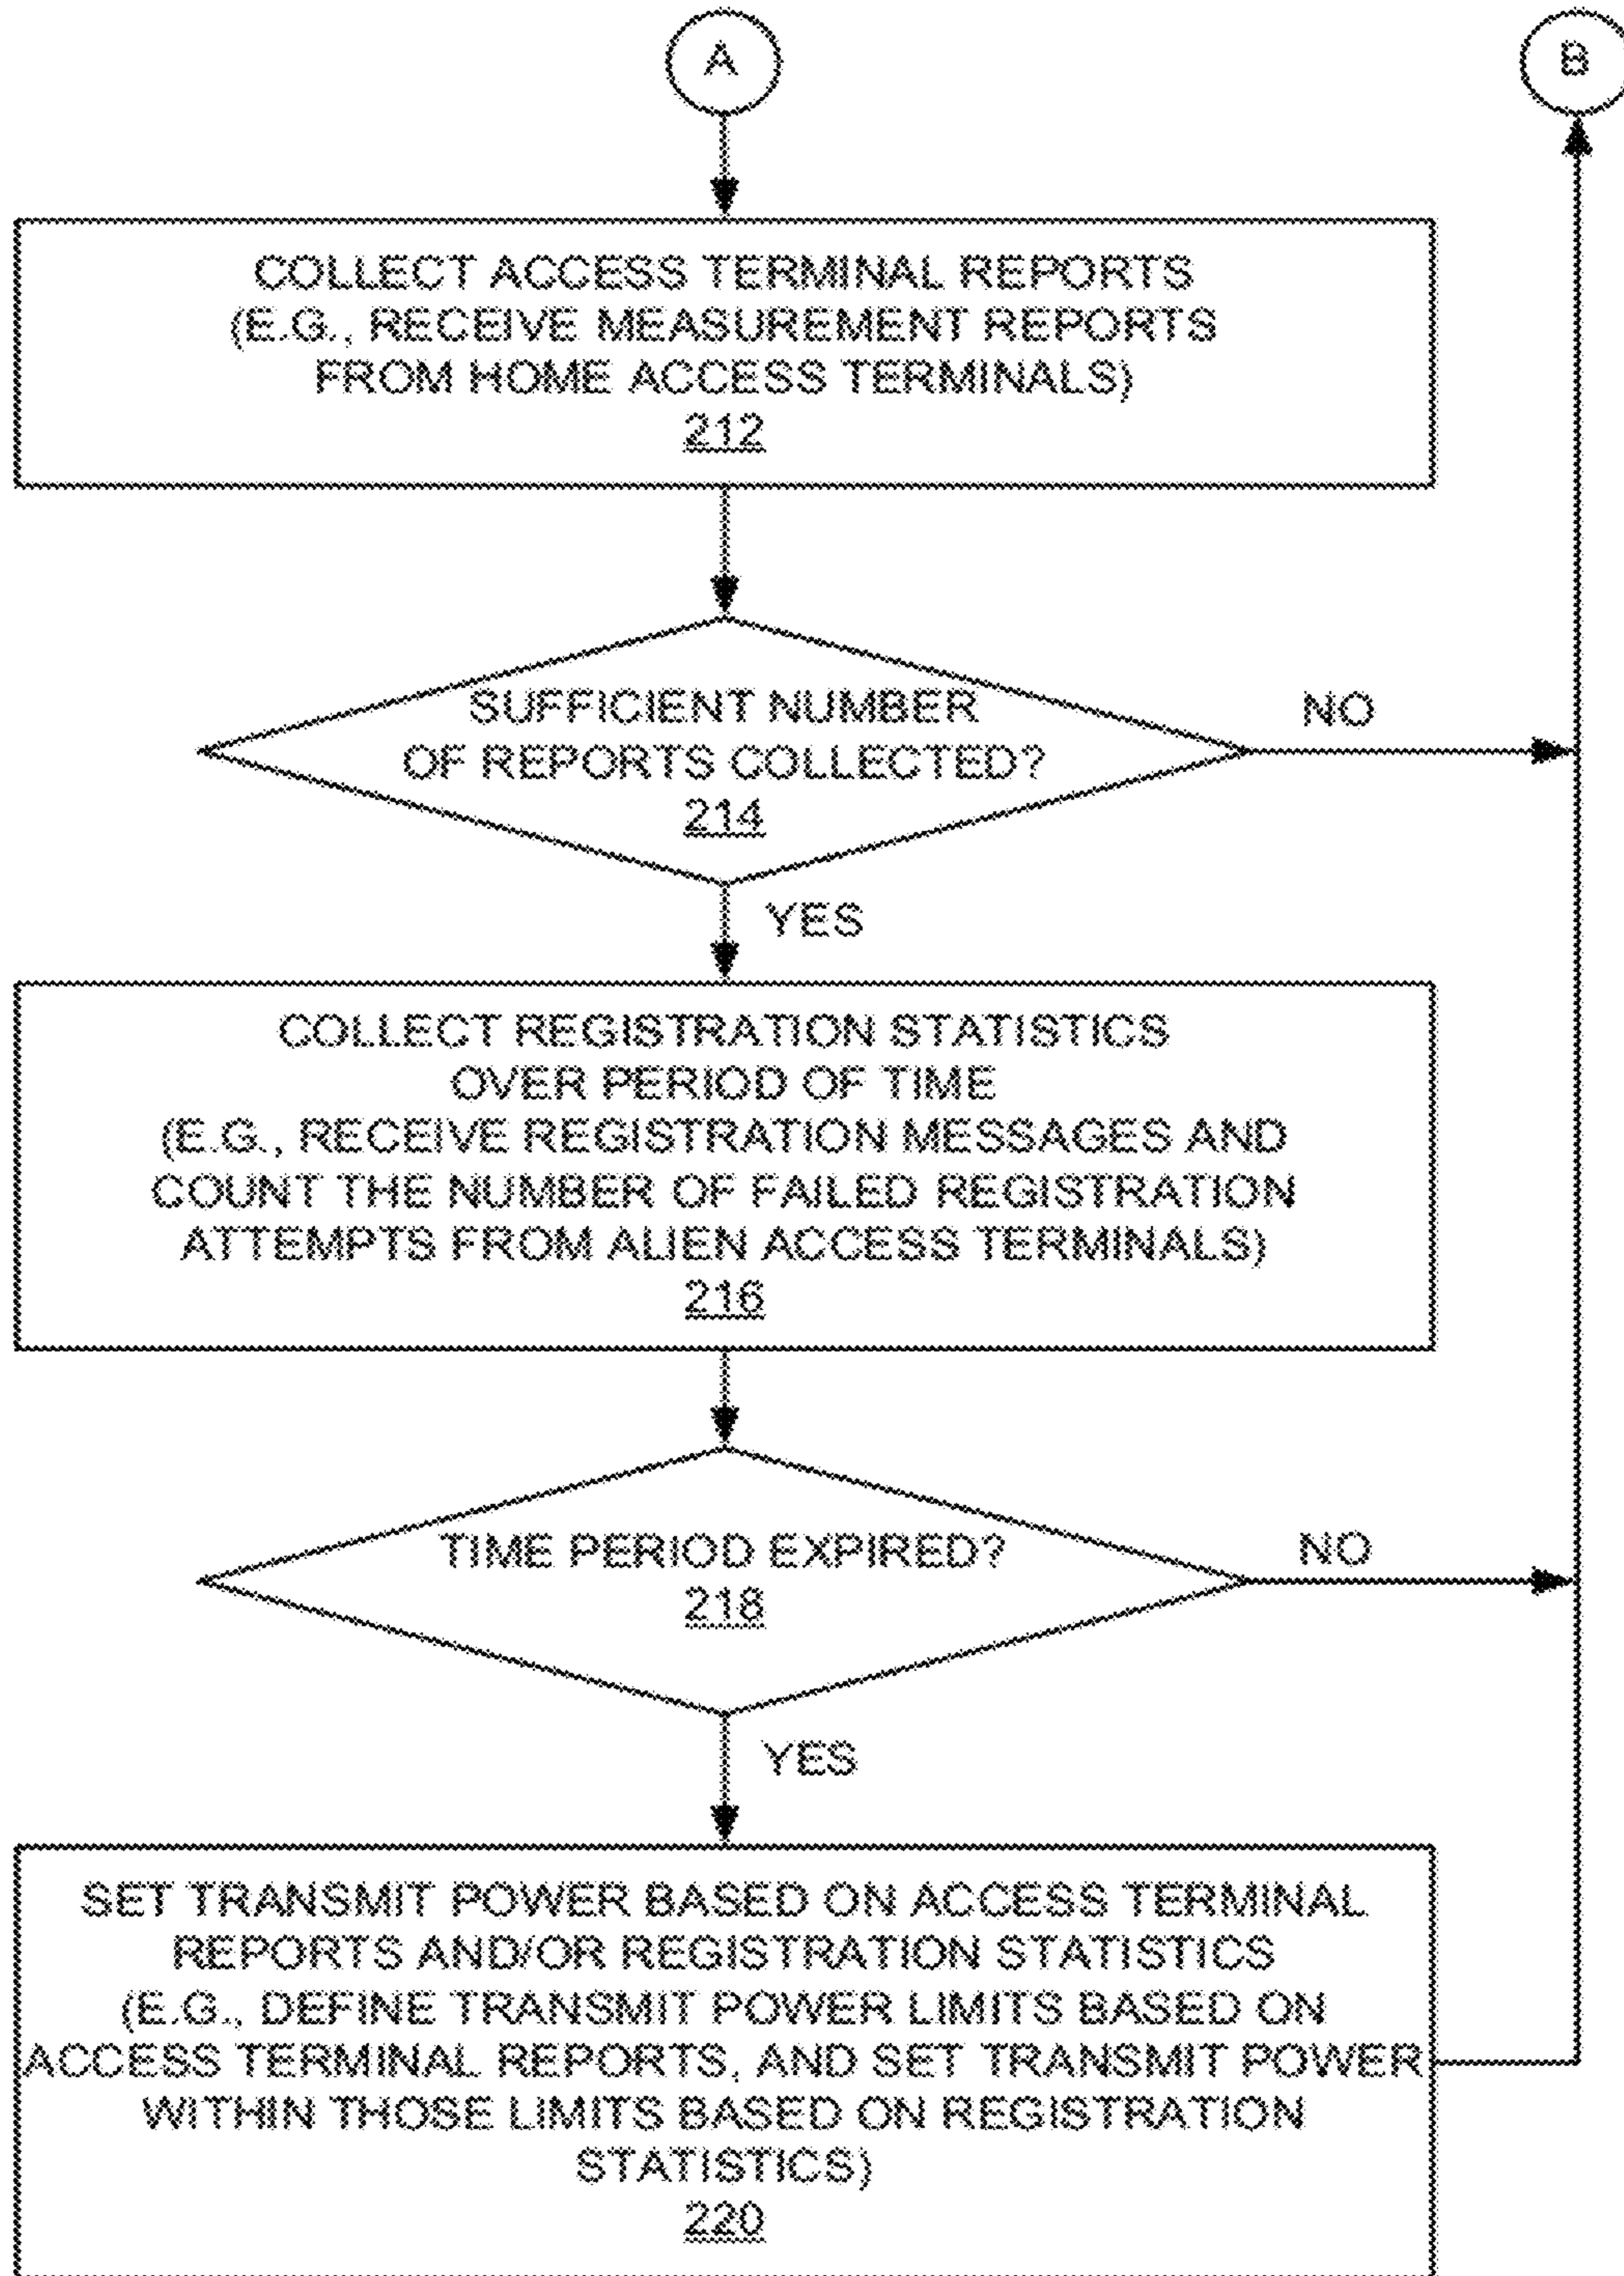 A
B
COLLECT ACCESS TERMINAL REPORTS
(E.G., RECEIVE MEASUREMENT REPORTS
FROM HOME ACCESS TERMINALS)
212
SUFFICIENT NUMBER
OF REPORTS COLLECTED?
214
NO
YES
COLLECT REGISTRATION STATISTICS
OVER PERIOD OF TIME
(E.G., RECEIVE REGISTRATION MESSAGES AND
COUNT THE NUMBER OF FAILED REGISTRATION
ATTEMPTS FROM ALIEN ACCESS TERMINALS)
216
TIME PERIOD EXPIRED?
218
NO
YES
SET TRANSMIT POWER BASED ON ACCESS TERMINAL
REPORTS AND/OR REGISTRATION STATISTICS
(E.G., DEFINE TRANSMIT POWER LIMITS BASED ON
ACCESS TERMINAL REPORTS, AND SET TRANSMIT POWER
WITHIN THOSE LIMITS BASED ON REGISTRATION
STATISTICS)
220